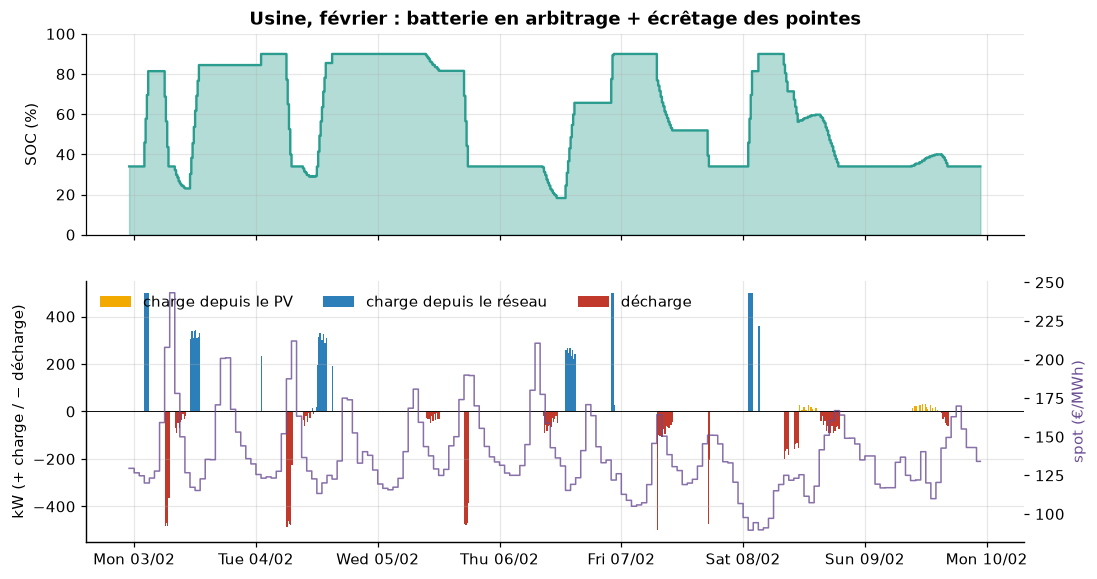 Usine, février : batterie en arbitrage + écrêtage des pointes
SOC (%)
100
80
60
40
20
0
charge depuis le PV
charge depuis le réseau
décharge
kW (+ charge / − décharge)
400
200
0
−200
−400
250
225
200
175
150
125
100
spot (€/MWh)
Mon 03/02
Tue 04/02
Wed 05/02
Thu 06/02
Fri 07/02
Sat 08/02
Sun 09/02
Mon 10/02